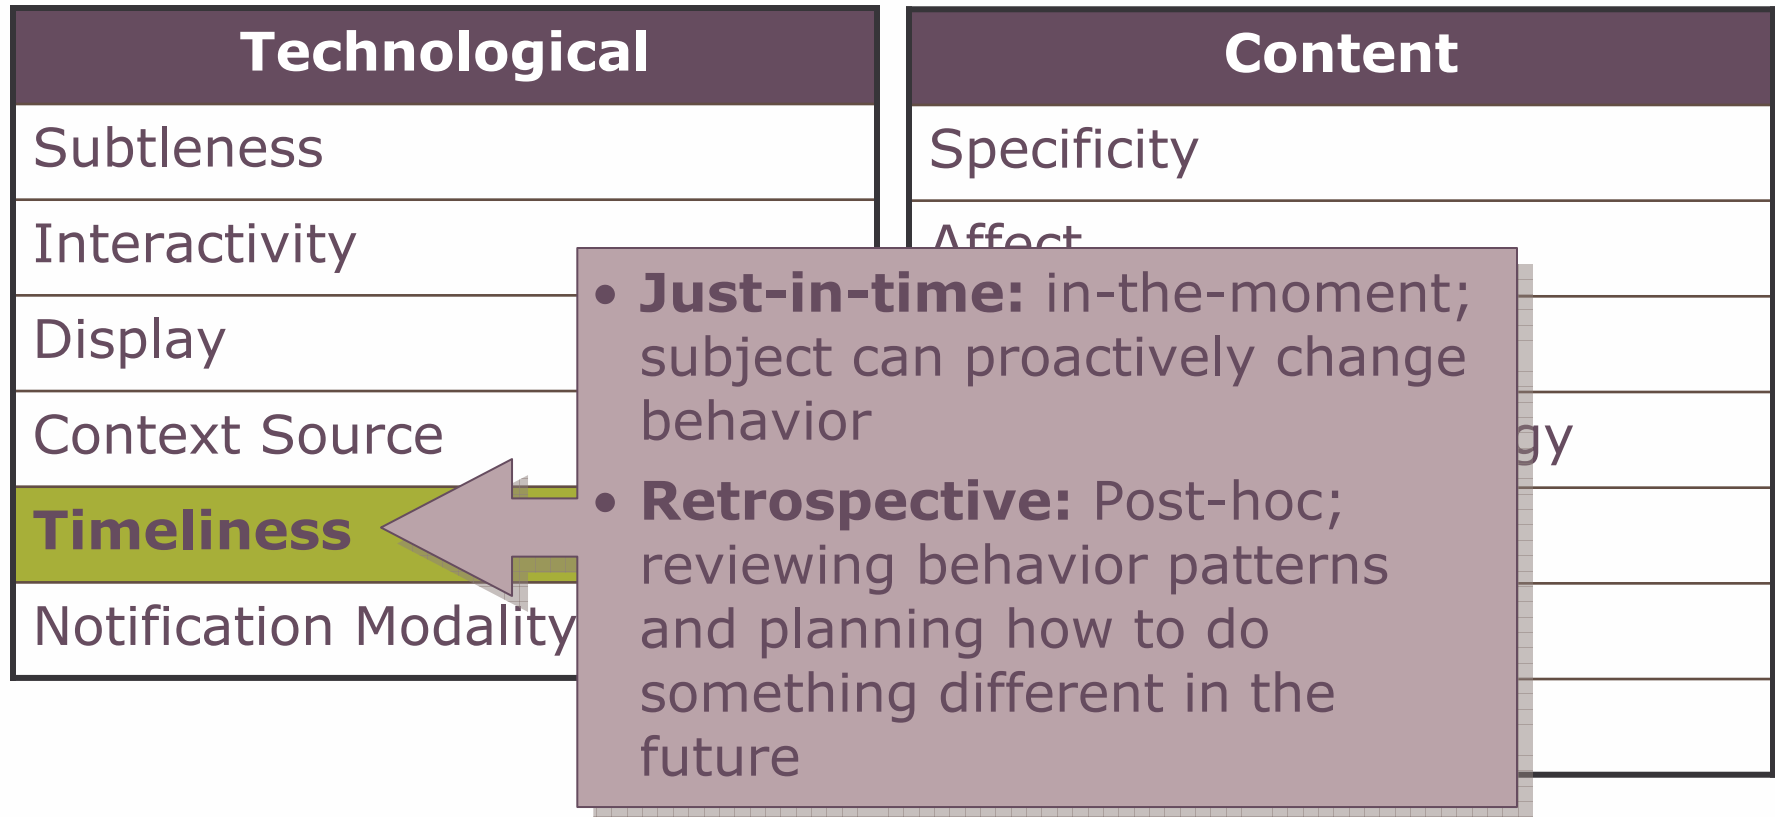 Technological
Subtleness
Interactivity
Display
Context Source
Timeliness
Notification Modality
Content
Specificity
Affect
• Just-in-time: in-the-moment;
subject can proactively change
behavior
• Retrospective: Post-hoc;
reviewing behavior patterns
and planning how to do
something different in the
future